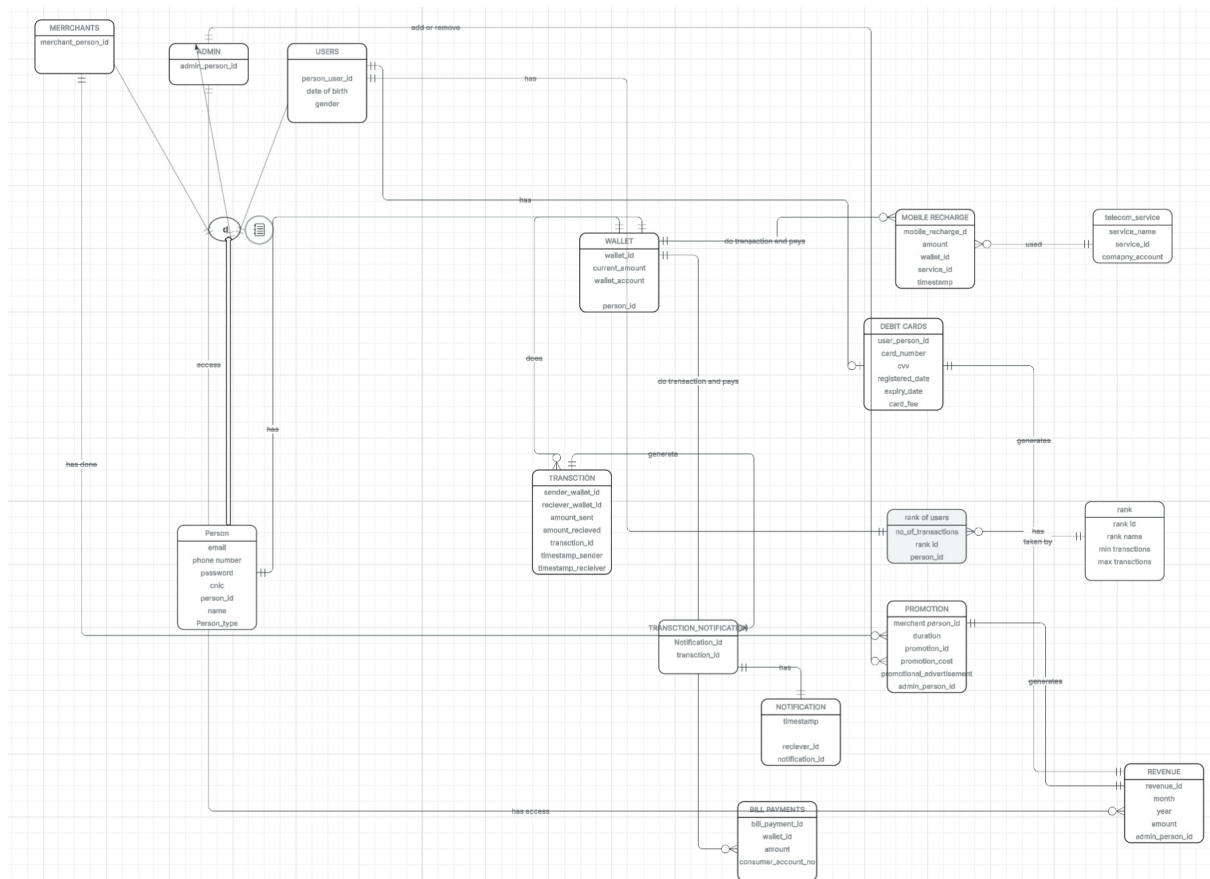 MERRCHANTS
merchant_person_id
ADMIN
admin_person_id
USERS
person_user_id
date of birth
gender
add or remove
has
has
d
WALLET
wallet_id
current_amount
wallet_account
person_id
do transaction and pays
MOBILE RECHARGE
mobile_recharge_d
amount
wallet_id
service_id
timestamp
used
telecom_service
service_name
service_id
comapny_account
DEBIT CARDS
user_person_id
card_number
cvv
registered_date
expiry_date
card_fee
does
access
do transaction and pays
has
generates
has done
generate
TRANSCTION
sender_wallet_id
reciever_wallet_id
amount_sent
amount_recieved
transction_id
timestamp_sender
timestamp_recielver
rank of users
no_of_transactions
rank id
person_id
has
taken by
rank
rank id
rank name
min transctions
max transctions
Person
email
phone number
password
cnic
person_id
name
Person_type
TRANSCTION_NOTIFICATION
Notification_id
transction_id
has
PROMOTION
merchant person_id
duration
promotion_id
promotion_cost
promotional_advertisement
admin_person_id
generates
NOTIFICATION
timestamp
reciever_id
notification_id
REVENUE
revenue_id
month
year
amount
admin_person_id
has access
BILL PAYMENTS
bill_payment_id
wallet_id
amount
consumer_account_no